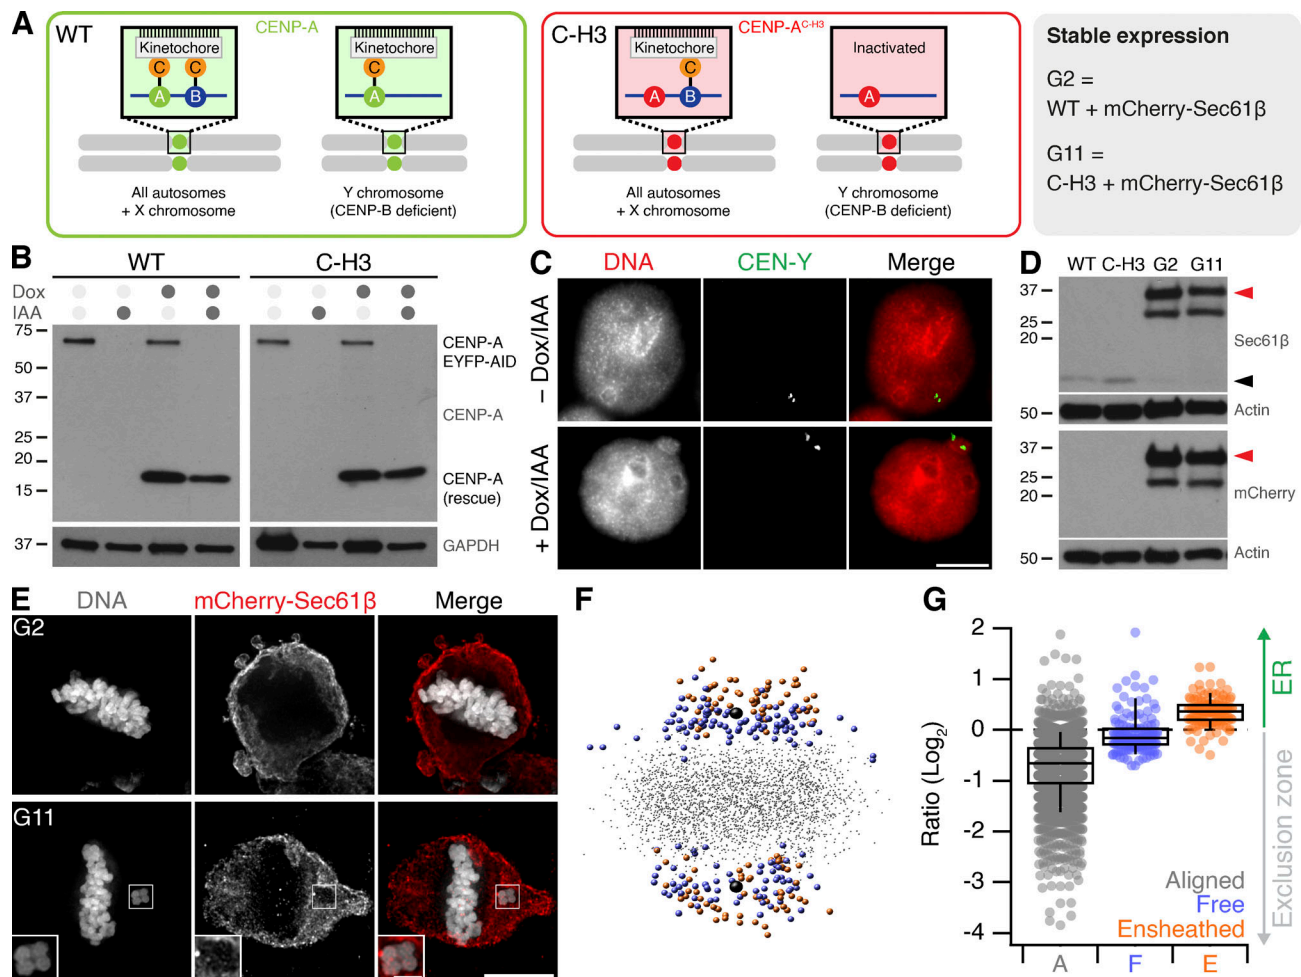 A
WT
CENP-A
Kinetochore
C C
A B
All autosomes
+ X chromosome
Kinetochore
C
A
Y chromosome
(CENP-B deficient)
C-H3
CENP-A^C-H3
Kinetochore
C
A B
All autosomes
+ X chromosome
Inactivated
A
Y chromosome
(CENP-B deficient)
Stable expression
G2 =
WT + mCherry-Sec61β
G11 =
C-H3 + mCherry-Sec61β
B
WT C-H3
Dox
IAA
75
50
37
25
20
15
37
CENP-A
EYFP-AID
CENP-A
CENP-A
(rescue)
GAPDH
C
DNA CEN-Y Merge
– Dox/IAA
+ Dox/IAA
D
WT C-H3 G2 G11
37
25
20
Sec61β
50
Actin
37
25
20
mCherry
50
Actin
E
DNA mCherry-Sec61β Merge
G2
G11
F
G
Ratio (Log2)
2
1
0
-1
-2
-3
-4
ER
Exclusion zone
Aligned
Free
Ensheathed
A F E